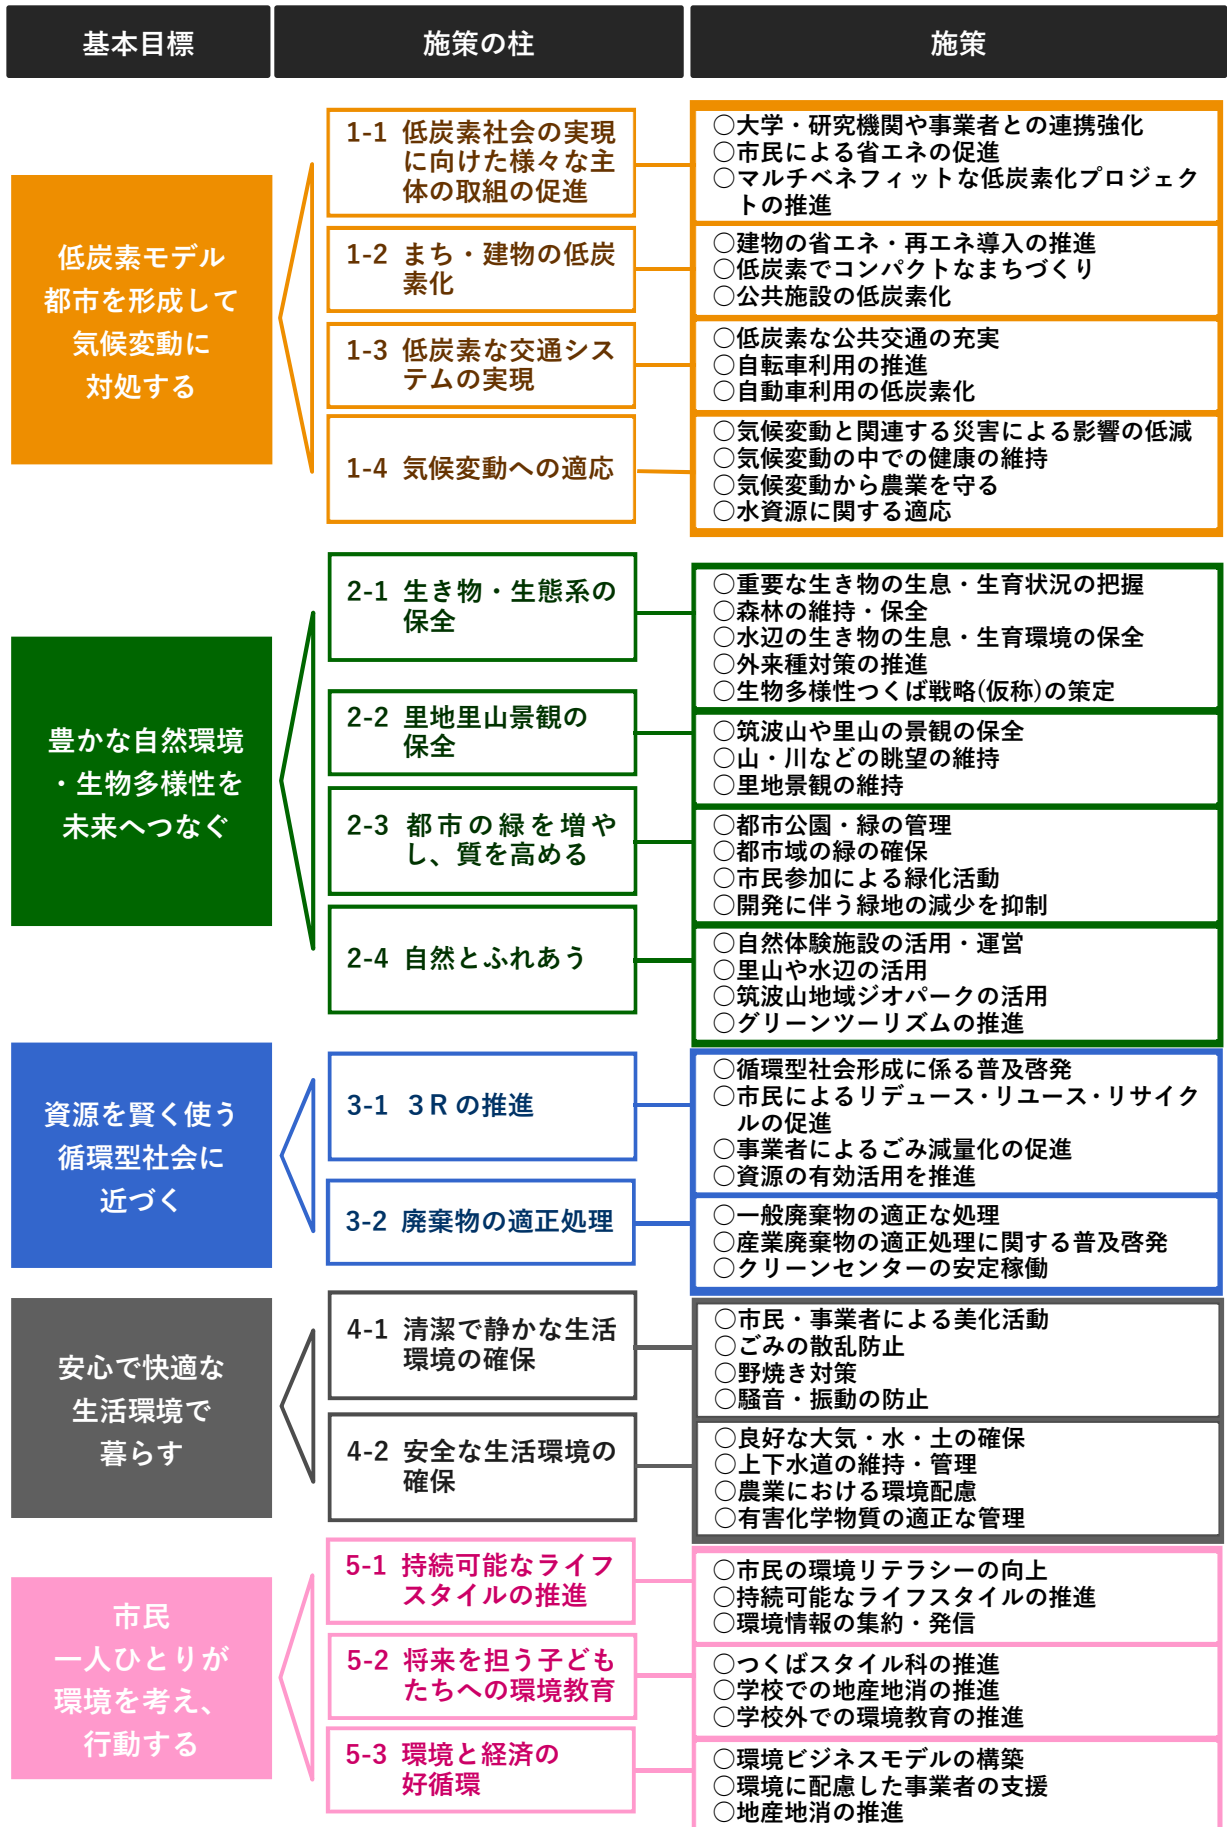 基本目標
施策の柱
施策
低炭素モデル
都市を形成して
気候変動に
対処する
1-1 低炭素社会の実現
に向けた様々な主
体の取組の促進
○大学・研究機関や事業者との連携強化
○市民による省エネの促進
○マルチベネフィットな低炭素化プロジェク
トの推進
1-2 まち・建物の低炭
素化
○建物の省エネ・再エネ導入の推進
○低炭素でコンパクトなまちづくり
○公共施設の低炭素化
1-3 低炭素な交通シス
テムの実現
○低炭素な公共交通の充実
○自転車利用の推進
○自動車利用の低炭素化
1-4 気候変動への適応
○気候変動と関連する災害による影響の低減
○気候変動の中での健康の維持
○気候変動から農業を守る
○水資源に関する適応
豊かな自然環境
・生物多様性を
未来へつなぐ
2-1 生き物・生態系の
保全
○重要な生き物の生息・生育状況の把握
○森林の維持・保全
○水辺の生き物の生息・生育環境の保全
○外来種対策の推進
○生物多様性つくば戦略(仮称)の策定
2-2 里地里山景観の
保全
○筑波山や里山の景観の保全
○山・川などの眺望の維持
○里地景観の維持
2-3 都市の緑を増や
し、質を高める
○都市公園・緑の管理
○都市域の緑の確保
○市民参加による緑化活動
○開発に伴う緑地の減少を抑制
2-4 自然とふれあう
○自然体験施設の活用・運営
○里山や水辺の活用
○筑波山地域ジオパークの活用
○グリーンツーリズムの推進
資源を賢く使う
循環型社会に
近づく
3-1 3Rの推進
○循環型社会形成に係る普及啓発
○市民によるリデュース・リユース・リサイク
ルの促進
○事業者によるごみ減量化の促進
○資源の有効活用を推進
3-2 廃棄物の適正処理
○一般廃棄物の適正な処理
○産業廃棄物の適正処理に関する普及啓発
○クリーンセンターの安定稼働
安心で快適な
生活環境で
暮らす
4-1 清潔で静かな生活
環境の確保
○市民・事業者による美化活動
○ごみの散乱防止
○野焼き対策
○騒音・振動の防止
4-2 安全な生活環境の
確保
○良好な大気・水・土の確保
○上下水道の維持・管理
○農業における環境配慮
○有害化学物質の適正な管理
市民
一人ひとりが
環境を考え、
行動する
5-1 持続可能なライフ
スタイルの推進
○市民の環境リテラシーの向上
○持続可能なライフスタイルの推進
○環境情報の集約・発信
5-2 将来を担う子ども
たちへの環境教育
○つくばスタイル科の推進
○学校での地産地消の推進
○学校外での環境教育の推進
5-3 環境と経済の
好循環
○環境ビジネスモデルの構築
○環境に配慮した事業者の支援
○地産地消の推進